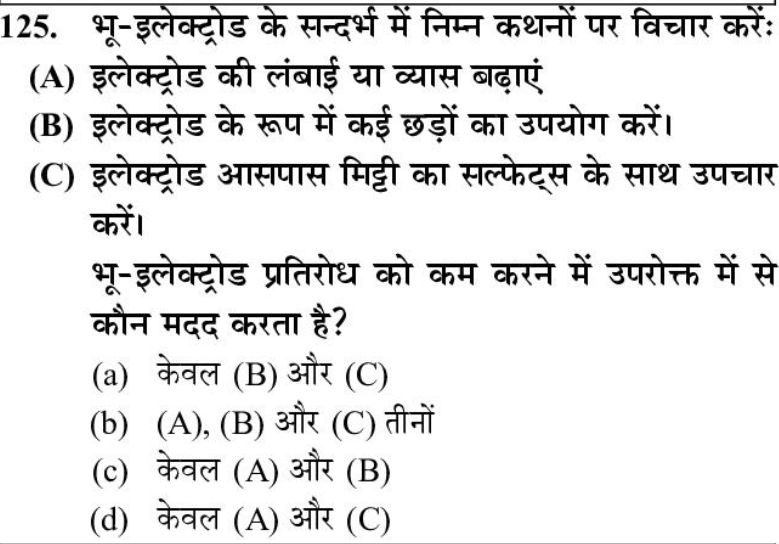 125. भू-इलेक्ट्रोड के सन्दर्भ में निम्न कथनों पर विचार करें:
(A) इलेक्ट्रोड की लंबाई या व्यास बढ़ाएं
(B) इलेक्ट्रोड के रूप में कई छड़ों का उपयोग करें।
(C) इलेक्ट्रोड आसपास मिट्टी का सल्फेट्स के साथ उपचार
करें।
भू-इलेक्ट्रोड प्रतिरोध को कम करने में उपरोक्त में से
कौन मदद करता है?
(a) केवल (B) और (C)
(b) (A), (B) और (C) तीनों
(c) केवल (A) और (B)
(d) केवल (A) और (C)